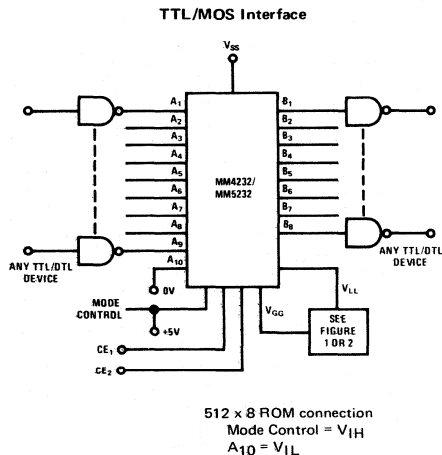 TTL/MOS Interface
VSS
A1
A2
A3
A4
A5
A6
A7
A8
A9
A10
MM4232/
MM5232
B1
B2
B3
B4
B5
B6
B7
B8
ANY TTL/DTL
DEVICE
ANY TTL/DTL
DEVICE
0V
MODE
CONTROL
+5V
CE1
CE2
VGG
VLL
SEE
FIGURE
1 OR 2
512 x 8 ROM connection
Mode Control = VIH
A10 = VIL